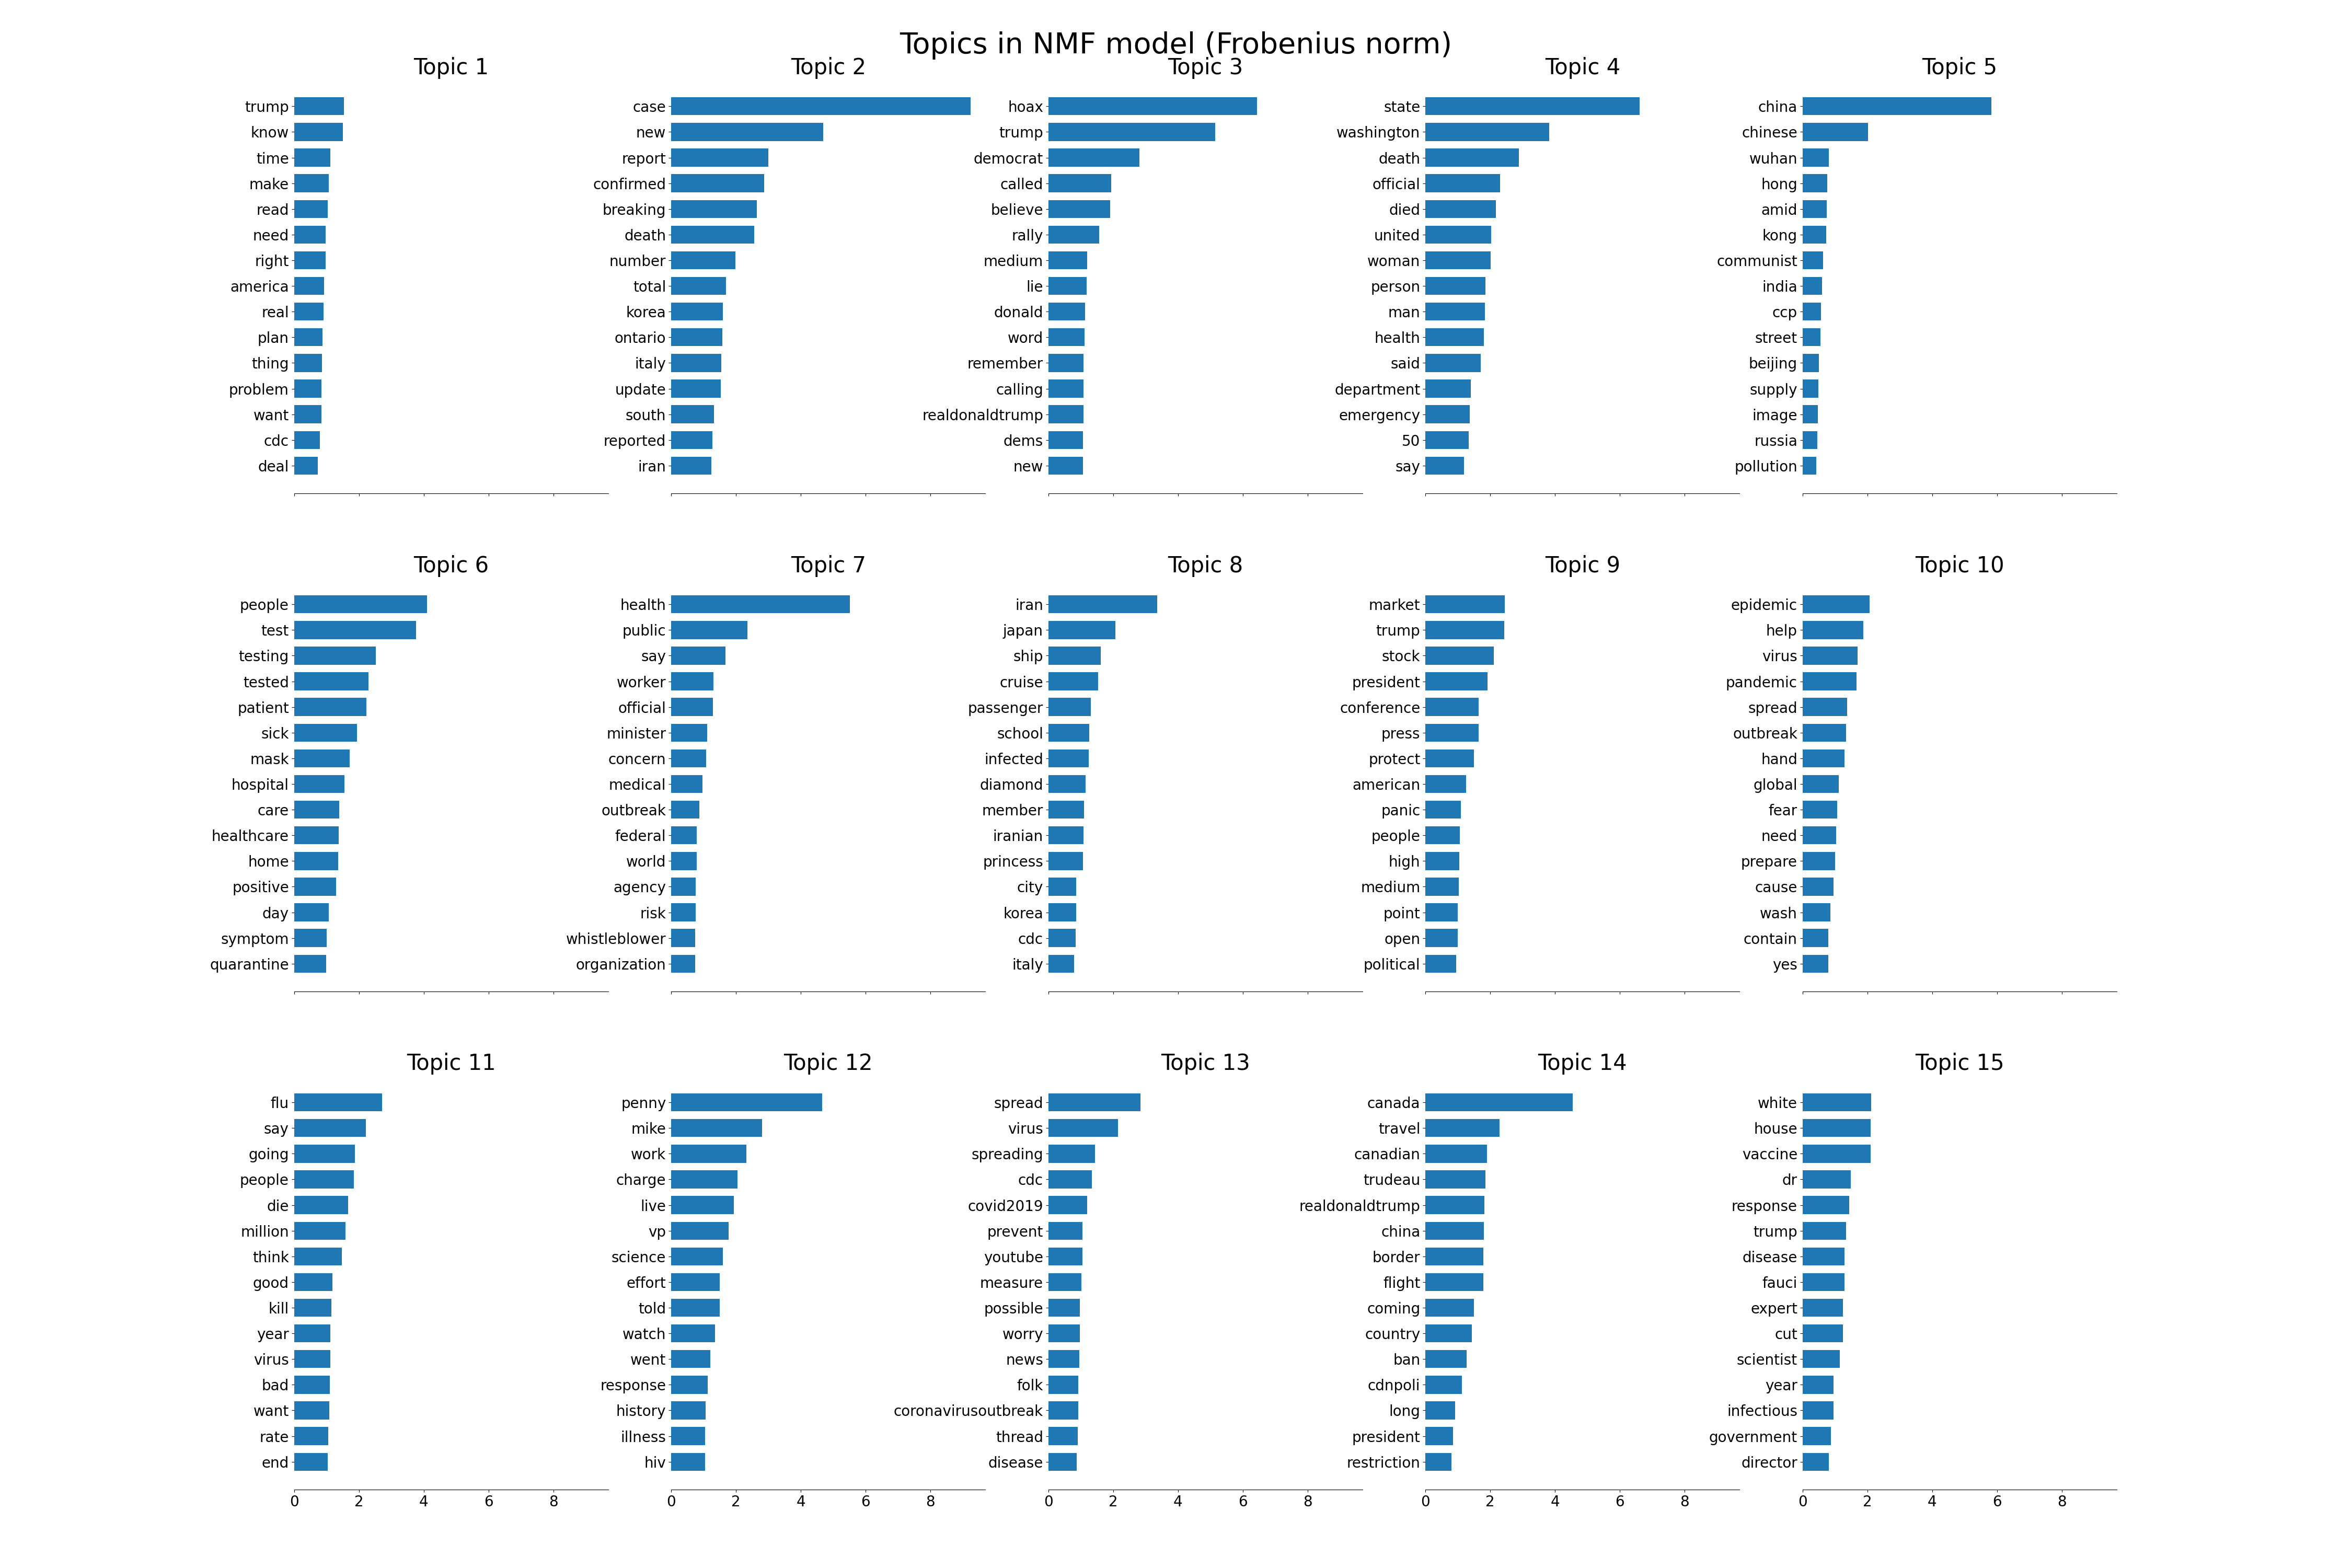 Topics in NMF model (Frobenius norm)
Topic 1
trump
know
time
make
read
need
right
america
real
plan
thing
problem
want
cdc
deal
Topic 2
case
new
report
confirmed
breaking
death
number
total
korea
ontario
italy
update
south
reported
iran
Topic 3
hoax
trump
democrat
called
believe
rally
medium
lie
donald
word
remember
calling
realdonaldtrump
dems
new
Topic 4
state
washington
death
official
died
united
woman
person
man
health
said
department
emergency
50
say
Topic 5
china
chinese
wuhan
hong
amid
kong
communist
india
ccp
street
beijing
supply
image
russia
pollution
Topic 6
people
test
testing
tested
patient
sick
mask
hospital
care
healthcare
home
positive
day
symptom
quarantine
Topic 7
health
public
say
worker
official
minister
concern
medical
outbreak
federal
world
agency
risk
whistleblower
organization
Topic 8
iran
japan
ship
cruise
passenger
school
infected
diamond
member
iranian
princess
city
korea
cdc
italy
Topic 9
market
trump
stock
president
conference
press
protect
american
panic
people
high
medium
point
open
political
Topic 10
epidemic
help
virus
pandemic
spread
outbreak
hand
global
fear
need
prepare
cause
wash
contain
yes
Topic 11
flu
say
going
people
die
million
think
good
kill
year
virus
bad
want
rate
end
0 2 4 6 8
Topic 12
penny
mike
work
charge
live
vp
science
effort
told
watch
went
response
history
illness
hiv
0 2 4 6 8
Topic 13
spread
virus
spreading
cdc
covid2019
prevent
youtube
measure
possible
worry
news
folk
coronavirusoutbreak
thread
disease
0 2 4 6 8
Topic 14
canada
travel
canadian
trudeau
realdonaldtrump
china
border
flight
coming
country
ban
cdnpoli
long
president
restriction
0 2 4 6 8
Topic 15
white
house
vaccine
dr
response
trump
disease
fauci
expert
cut
scientist
year
infectious
government
director
0 2 4 6 8